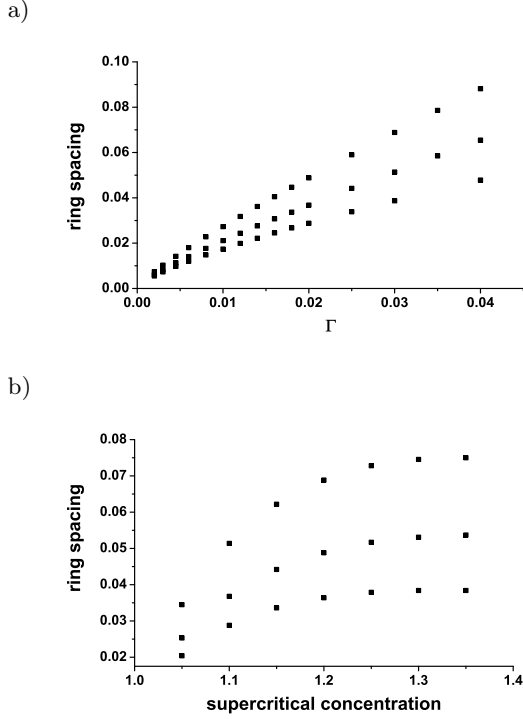 a)
0.10
0.08
0.06
0.04
0.02
0.00
ring spacing
0.00 0.01 0.02 0.03 0.04
Γ
b)
0.08
0.07
0.06
0.05
0.04
0.03
0.02
ring spacing
1.0 1.1 1.2 1.3 1.4
supercritical concentration